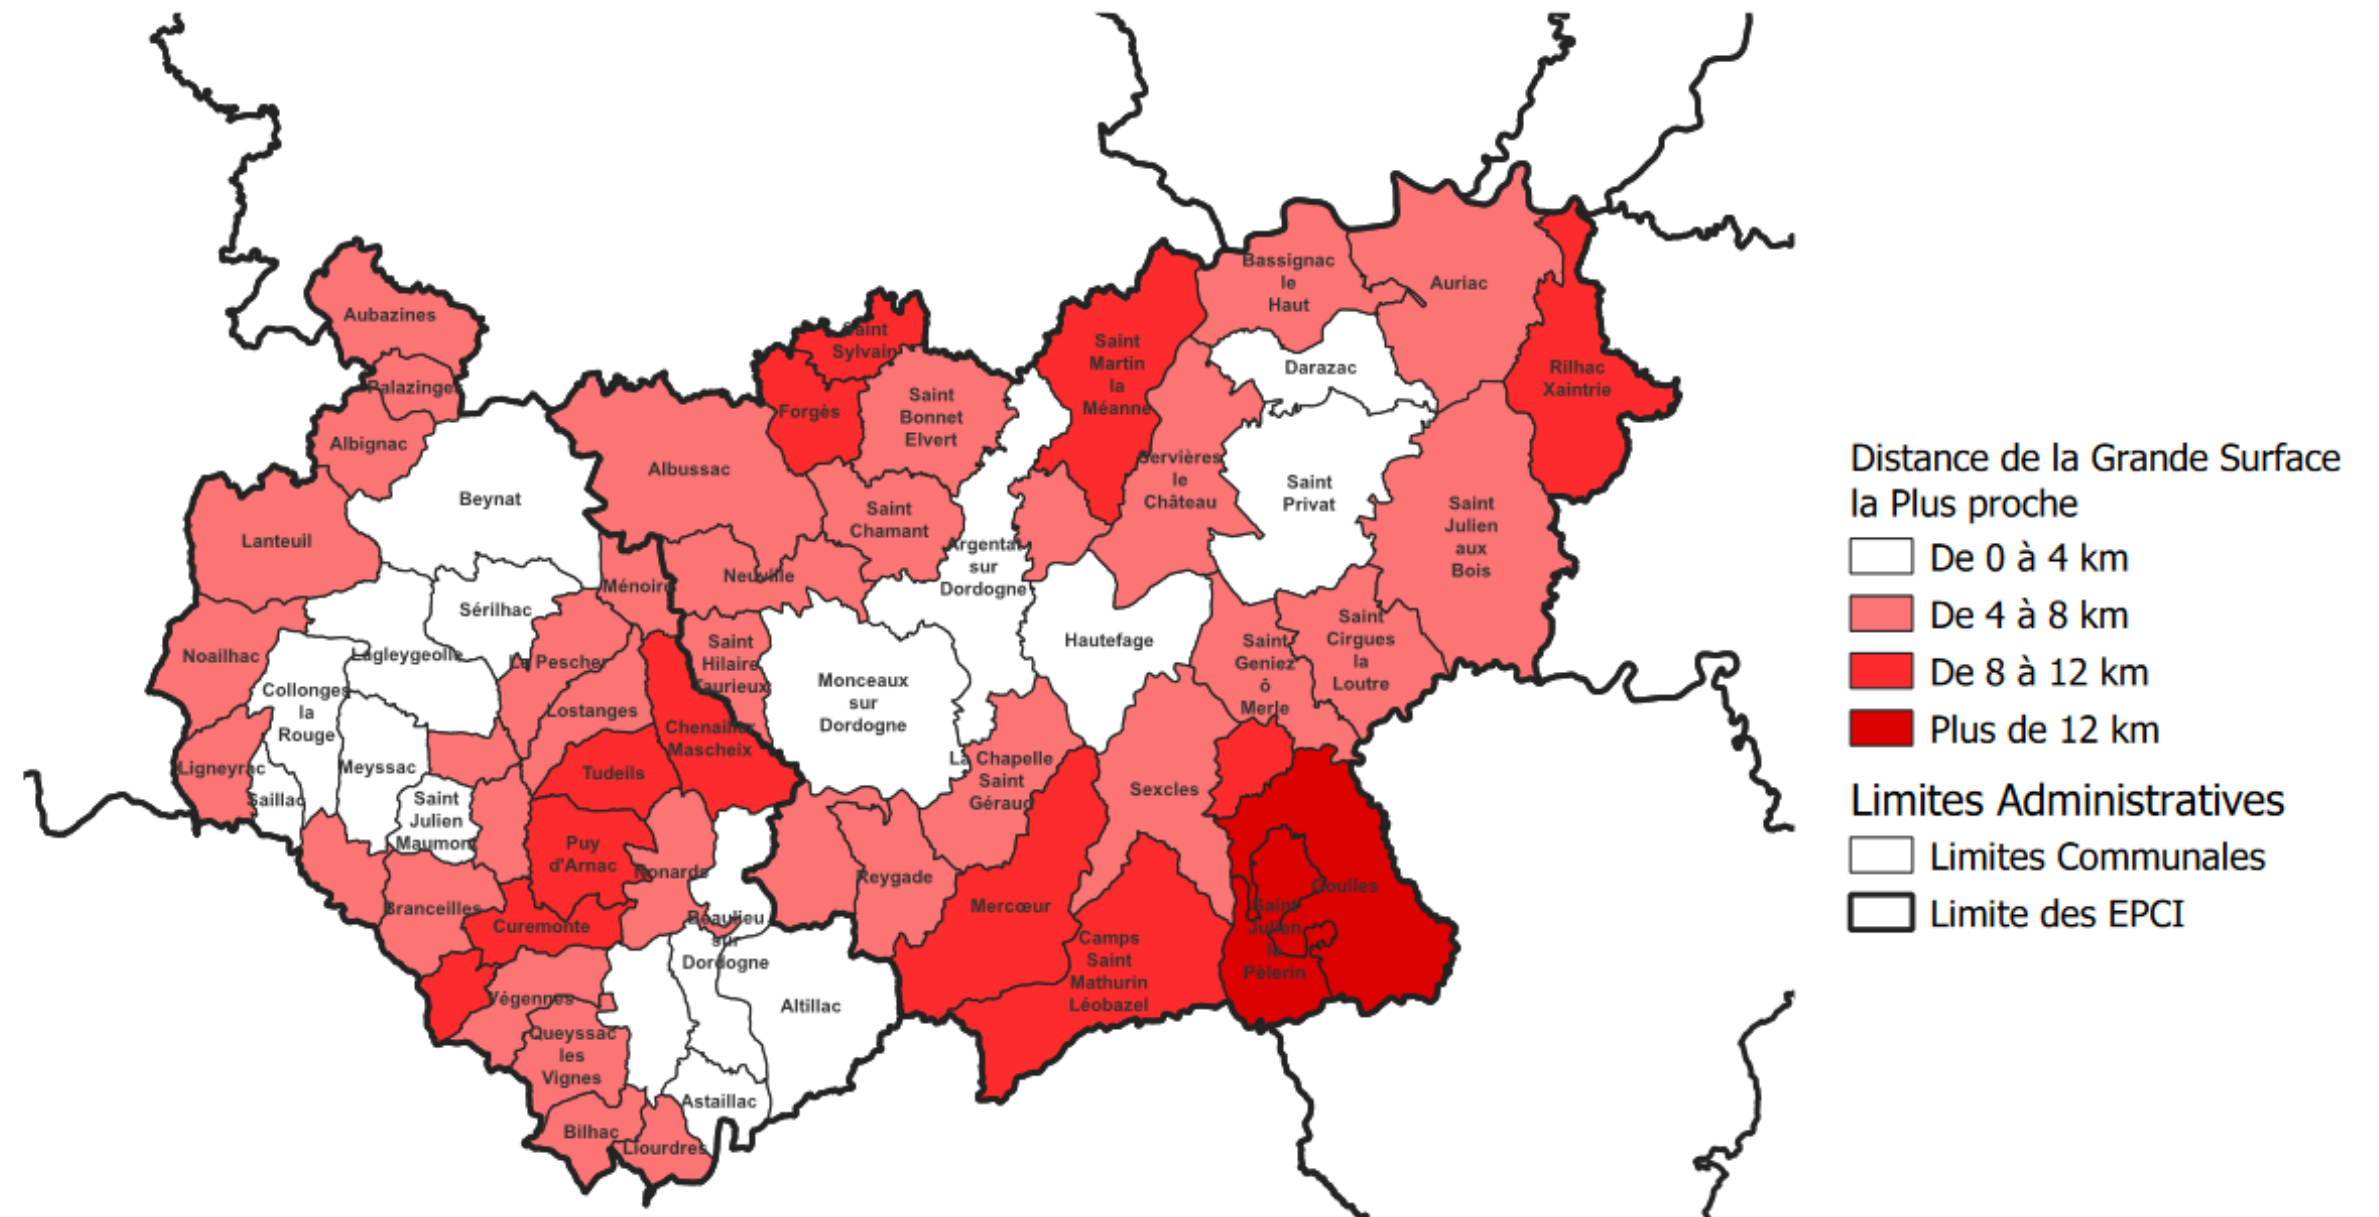 Aubazines
Palazinges
Albignac
Lanteuil
Beynat
Noailhac
Sérilhac
Lagleygeolle
Collonges
la
Rouge
Ligneyrac
Saillac
Meyssac
Saint
Julien
Maumont
Branceilles
Curemonte
Végennes
Queyssac
les
Vignes
Bilhac
Liourdres
Astaillac
Altillac
Beaulieu
sur
Dordogne
Nonards
Puy
d'Arnac
Tudeils
Lostanges
Le Pescher
Ménoire
Chenailler
Mascheix
Albussac
Forgès
Saint
Sylvain
Saint
Bonnet
Elvert
Saint
Chamant
Neuville
Saint
Hilaire
Taurieux
Monceaux
sur
Dordogne
Argentat
sur
Dordogne
Saint
Martin
la
Méanne
Bassignac
le
Haut
Auriac
Darazac
Rilhac
Xaintrie
Servières
le
Château
Saint
Privat
Saint
Julien
aux
Bois
Hautefage
Saint
Geniez
ô
Merle
Saint
Cirgues
la
Loutre
La Chapelle
Saint
Géraud
Sexcles
Reygade
Mercœur
Camps
Saint
Mathurin
Léobazel
Goulles
Saint
Julien
le
Pèlerin
Distance de la Grande Surface
la Plus proche
De 0 à 4 km
De 4 à 8 km
De 8 à 12 km
Plus de 12 km
Limites Administratives
Limites Communales
Limite des EPCI